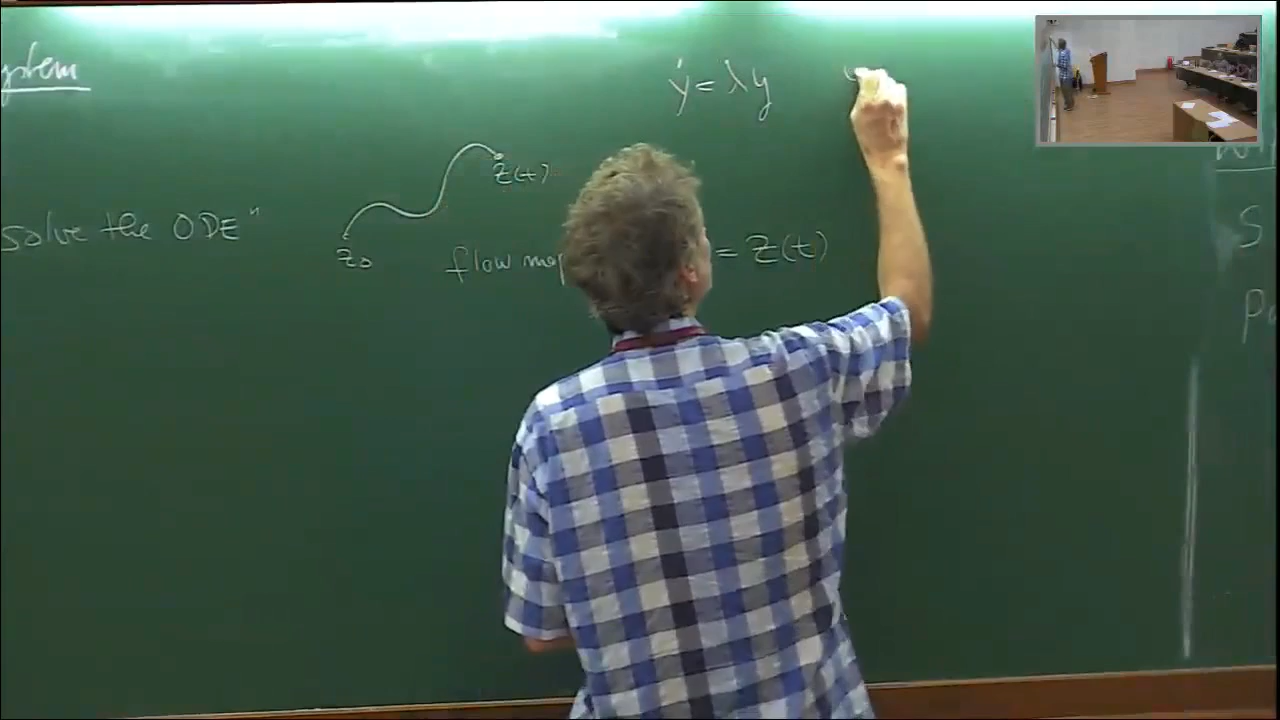 ystem
ẏ = λy
z(t)
solve the ODE"
z₀
flow map
= z(t)
S